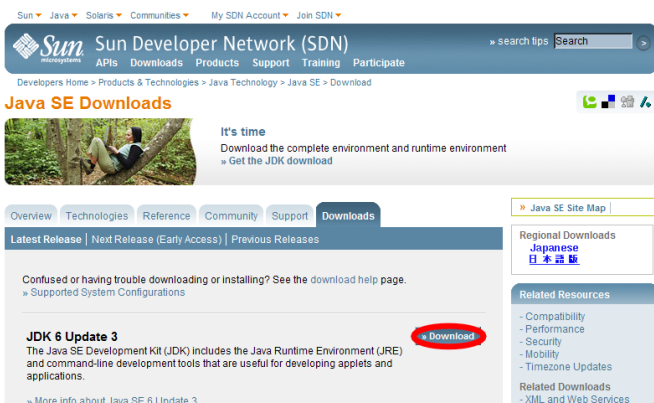 Sun Java Solaris Communities My SDN Account Join SDN
Sun microsystems
Sun Developer Network (SDN)
» search tips Search
APIs Downloads Products Support Training Participate
Developers Home > Products & Technologies > Java Technology > Java SE > Download
Java SE Downloads
It's time
Download the complete environment and runtime environment
» Get the JDK download
Overview Technologies Reference Community Support Downloads
Latest Release | Next Release (Early Access) | Previous Releases
Confused or having trouble downloading or installing? See the download help page.
» Supported System Configurations
JDK 6 Update 3
» Download
The Java SE Development Kit (JDK) includes the Java Runtime Environment (JRE)
and command-line development tools that are useful for developing applets and
applications.
» More info about Java SE 6 Update 3
» Java SE Site Map
Regional Downloads
Japanese
日本語版
Related Resources
- Compatibility
- Performance
- Security
- Mobility
- Timezone Updates
Related Downloads
- XML and Web Services